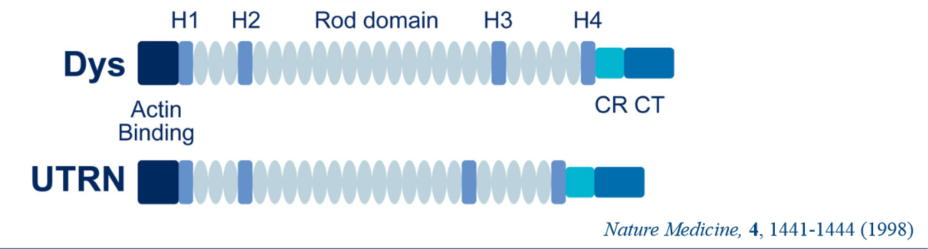 H1 H2 Rod domain H3 H4
Dys
CR CT
Actin
Binding
UTRN
Nature Medicine, 4, 1441-1444 (1998)